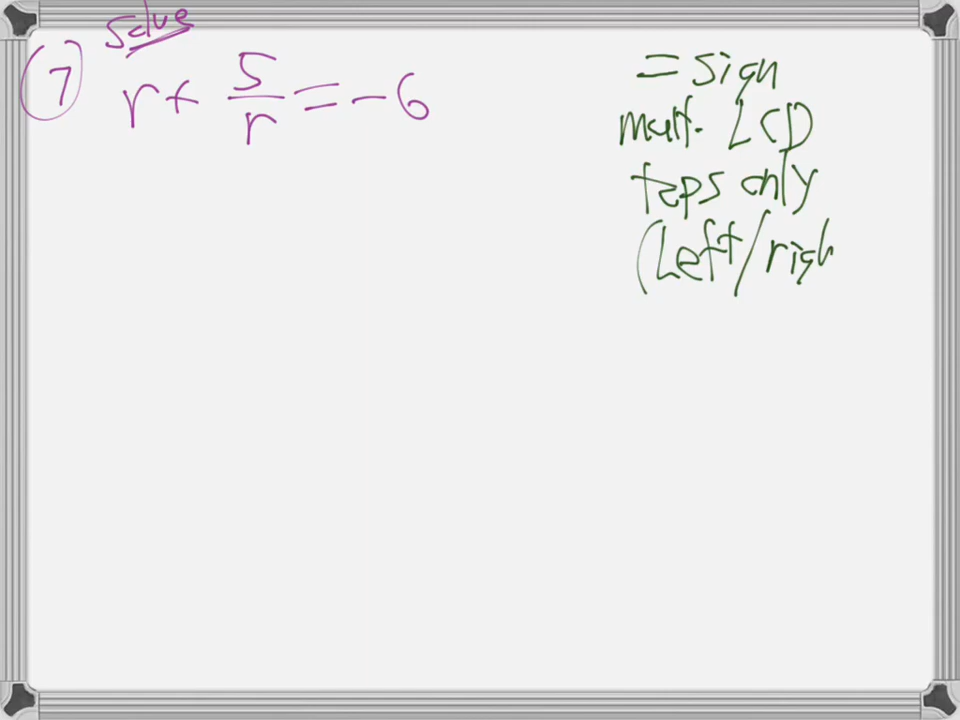 Solve
7 r + 5/r = -6
= sign
mult. LCD
tops only
(Left/righ